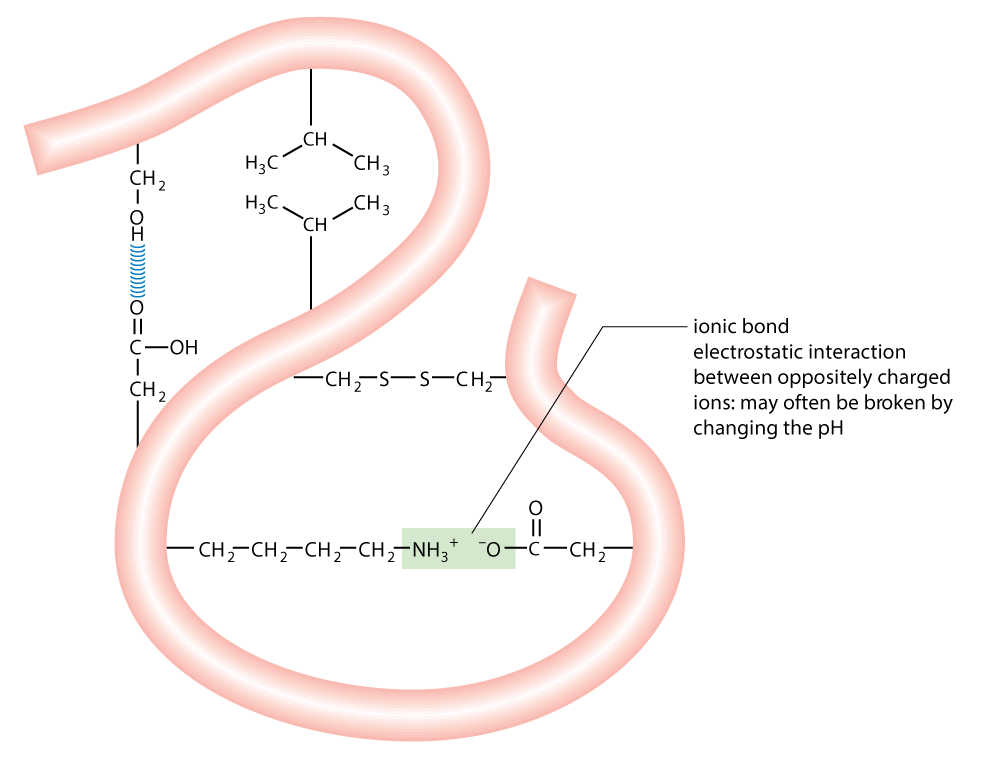 CH
H₃C CH₃
CH₂
H₃C CH₃
O
H
CH
O
C—OH
ionic bond
electrostatic interaction
between oppositely charged
ions: may often be broken by
changing the pH
CH₂—S—S—CH₂
CH₂
O
CH₂—CH₂—CH₂—CH₂—NH₃⁺ ⁻O—C—CH₂